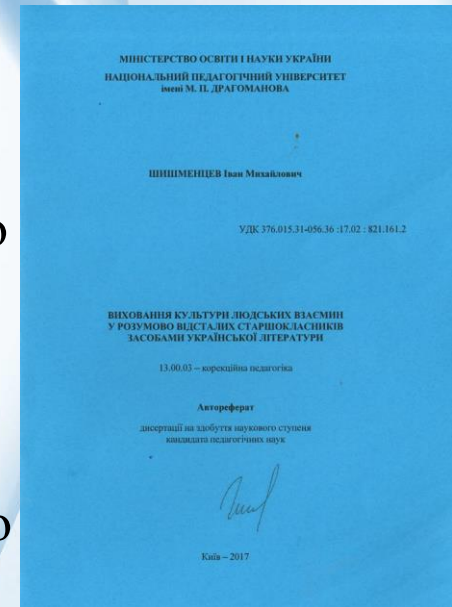 МІНІСТЕРСТВО ОСВІТИ І НАУКИ УКРАЇНИ
НАЦІОНАЛЬНИЙ ПЕДАГОГІЧНИЙ УНІВЕРСИТЕТ
імені М. П. ДРАГОМАНОВА
ШИШМЕНЦЕВ Іван Михайлович
о
УДК 376.015.31-056.36 :17.02 : 821.161.2
ВИХОВАННЯ КУЛЬТУРИ ЛЮДСЬКИХ ВЗАЄМИН
У РОЗУМОВО ВІДСТАЛИХ СТАРШОКЛАСНИКІВ
ЗАСОБАМИ УКРАЇНСЬКОЇ ЛІТЕРАТУРИ
13.00.03 – корекційна педагогіка
Автореферат
дисертації на здобуття наукового ступеня
кандидата педагогічних наук
о
Київ – 2017